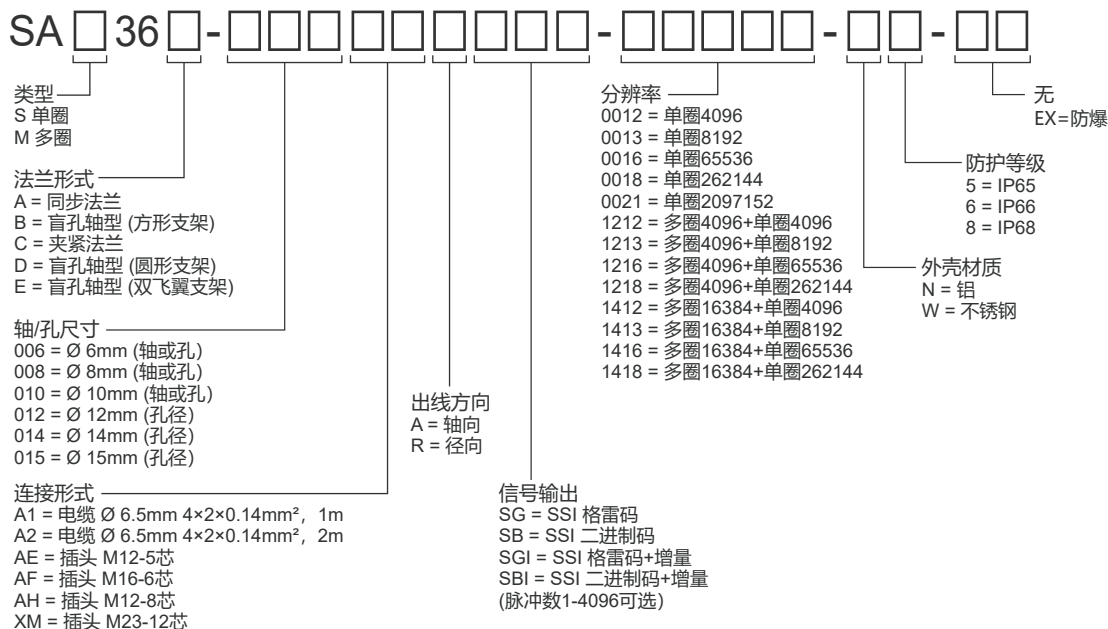 SA□36□-□□□□□□□□□-□□□□□-□□-□□
类型
S 单圈
M 多圈
法兰形式
A = 同步法兰
B = 盲孔轴型 (方形支架)
C = 夹紧法兰
D = 盲孔轴型 (圆形支架)
E = 盲孔轴型 (双飞翼支架)
轴/孔尺寸
006 = Ø 6mm (轴或孔)
008 = Ø 8mm (轴或孔)
010 = Ø 10mm (轴或孔)
012 = Ø 12mm (孔径)
014 = Ø 14mm (孔径)
015 = Ø 15mm (孔径)
连接形式
A1 = 电缆 Ø 6.5mm 4×2×0.14mm²，1m
A2 = 电缆 Ø 6.5mm 4×2×0.14mm²，2m
AE = 插头 M12-5芯
AF = 插头 M16-6芯
AH = 插头 M12-8芯
XM = 插头 M23-12芯
出线方向
A = 轴向
R = 径向
信号输出
SG = SSI 格雷码
SB = SSI 二进制码
SGI = SSI 格雷码+增量
SBI = SSI 二进制码+增量
(脉冲数1-4096可选)
分辨率
0012 = 单圈4096
0013 = 单圈8192
0016 = 单圈65536
0018 = 单圈262144
0021 = 单圈2097152
1212 = 多圈4096+单圈4096
1213 = 多圈4096+单圈8192
1216 = 多圈4096+单圈65536
1218 = 多圈4096+单圈262144
1412 = 多圈16384+单圈4096
1413 = 多圈16384+单圈8192
1416 = 多圈16384+单圈65536
1418 = 多圈16384+单圈262144
外壳材质
N = 铝
W = 不锈钢
防护等级
5 = IP65
6 = IP66
8 = IP68
无
EX=防爆